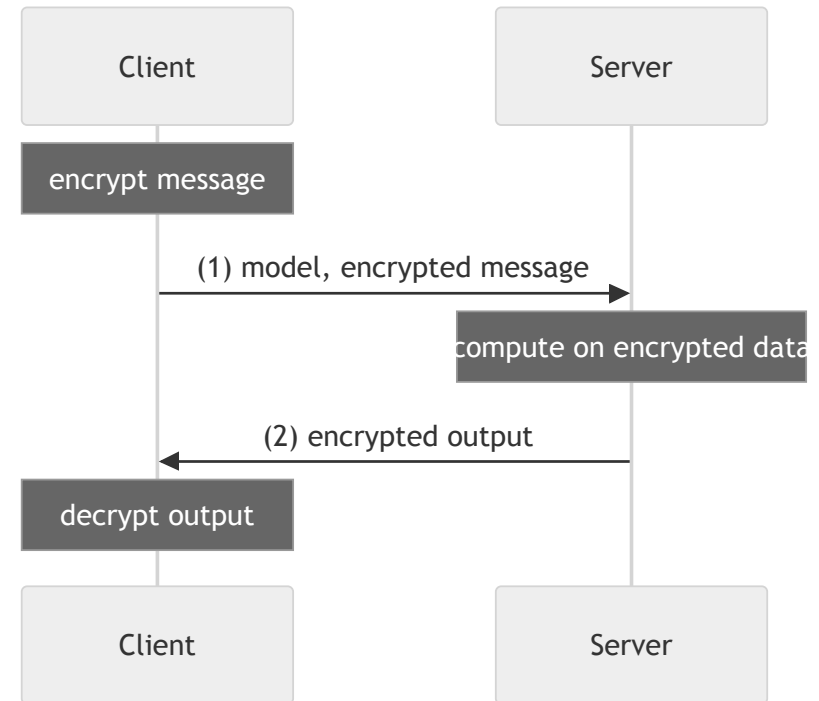 Client
Server
encrypt message
(1) model, encrypted message
compute on encrypted data
(2) encrypted output
decrypt output
Client
Server